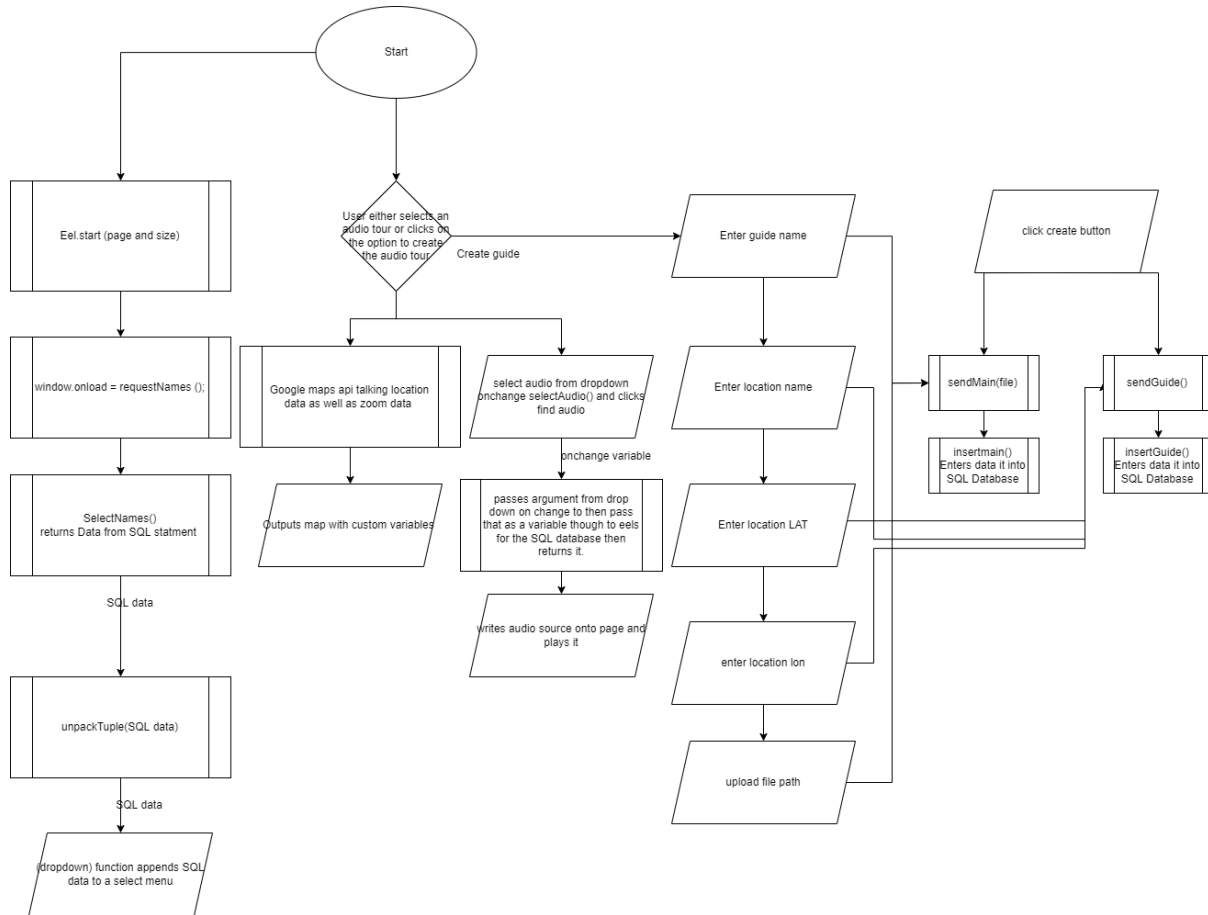 Start
Eel.start (page and size)
window.onload = requestNames ();
SelectNames()
returns Data from SQL statment
SQL data
unpackTuple(SQL data)
SQL data
(dropdown) function appends SQL
data to a select menu
User either selects an
audio tour or clicks on
the option to create
the audio tour
Create guide
Google maps api talking location
data as well as zoom data
Outputs map with custom variables
select audio from dropdown
onchange selectAudio() and clicks
find audio
onchange variable
passes argument from drop
down on change to then pass
that as a variable though to eels
for the SQL database then
returns it.
writes audio source onto page and
plays it
Enter guide name
Enter location name
Enter location LAT
enter location lon
upload file path
click create button
sendMain(file)
insertmain()
Enters data it into
SQL Database
sendGuide()
insertGuide()
Enters data it into
SQL Database